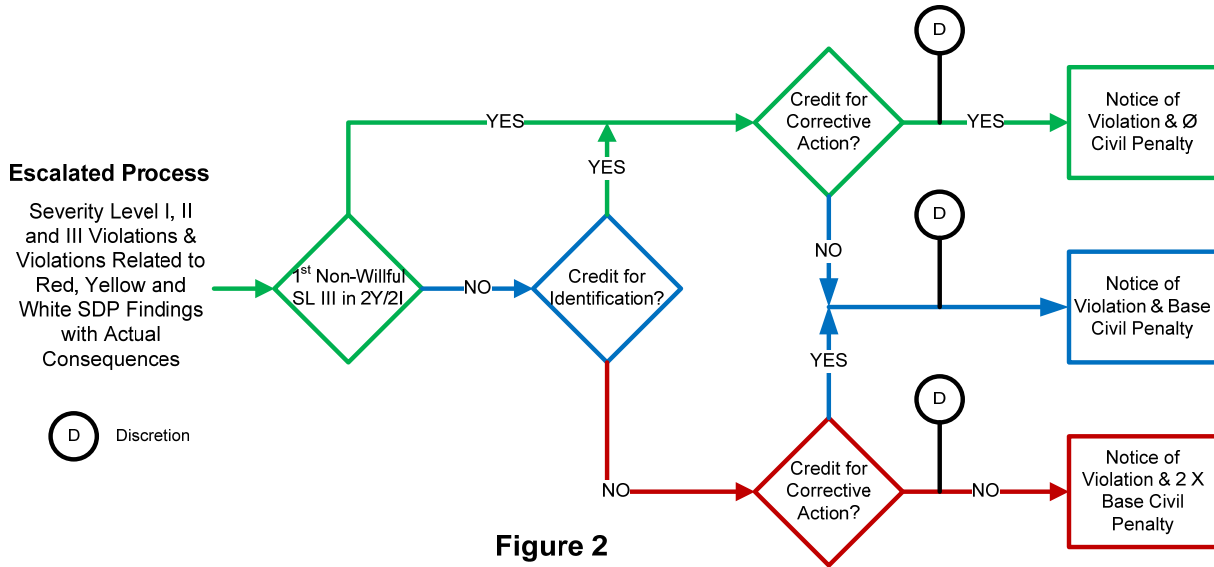 Escalated Process
Severity Level I, II
and III Violations &
Violations Related to
Red, Yellow and
White SDP Findings
with Actual
Consequences
D
Discretion
1st Non-Willful
SL III in 2Y/2I
YES
NO
Credit for
Identification?
YES
NO
Credit for
Corrective
Action?
D
YES
Notice of
Violation & Ø
Civil Penalty
NO
D
Notice of
Violation & Base
Civil Penalty
YES
Credit for
Corrective
Action?
D
NO
Notice of
Violation & 2 X
Base Civil
Penalty
Figure 2